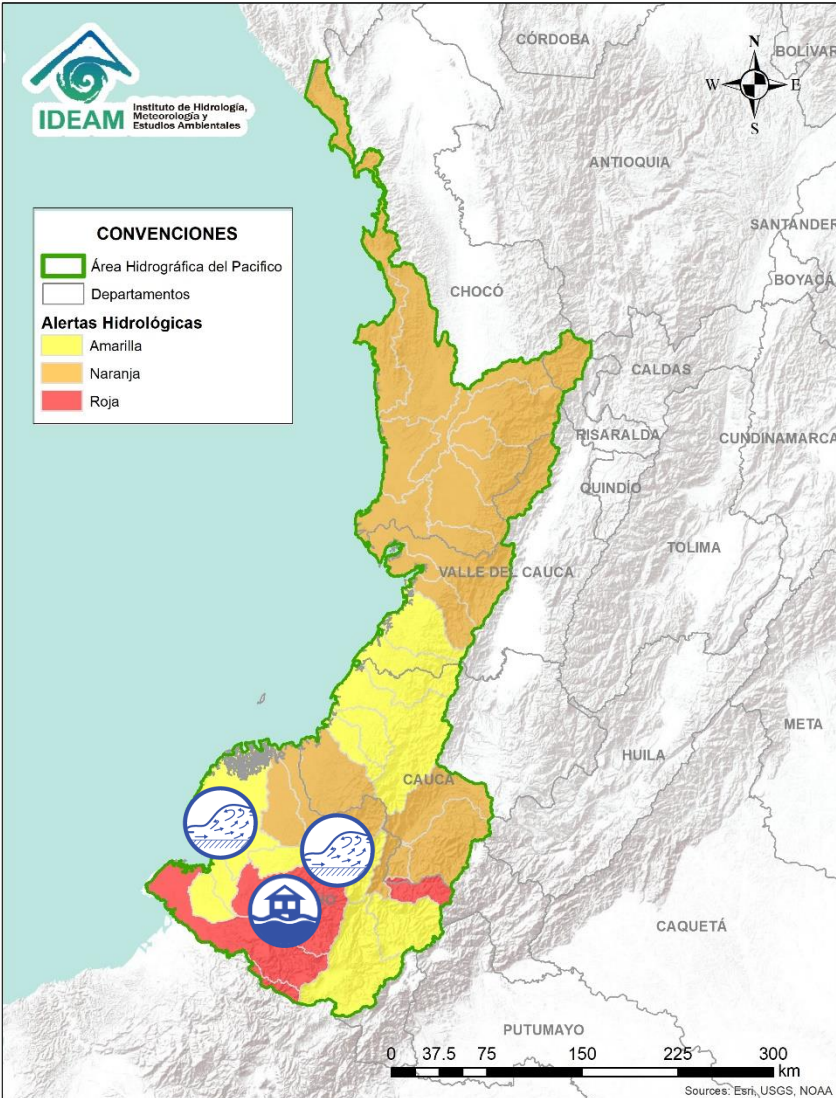 IDEAM
Instituto de Hidrología,
Meteorología y
Estudios Ambientales
CÓRDOBA
BOLÍVAR
N
W
E
S
ANTIOQUIA
SANTANDER
BOYACÁ
CONVENCIONES
Área Hidrográfica del Pacifico
Departamentos
Alertas Hidrológicas
Amarilla
Naranja
Roja
CHOCÓ
CALDAS
RISARALDA
CUNDINAMARCA
QUINDÍO
TOLIMA
VALLE DEL CAUCA
META
HUILA
CAUCA
CAQUETÁ
PUTUMAYO
0 37.5 75 150 225 300
km
Sources: Esri, USGS, NOAA